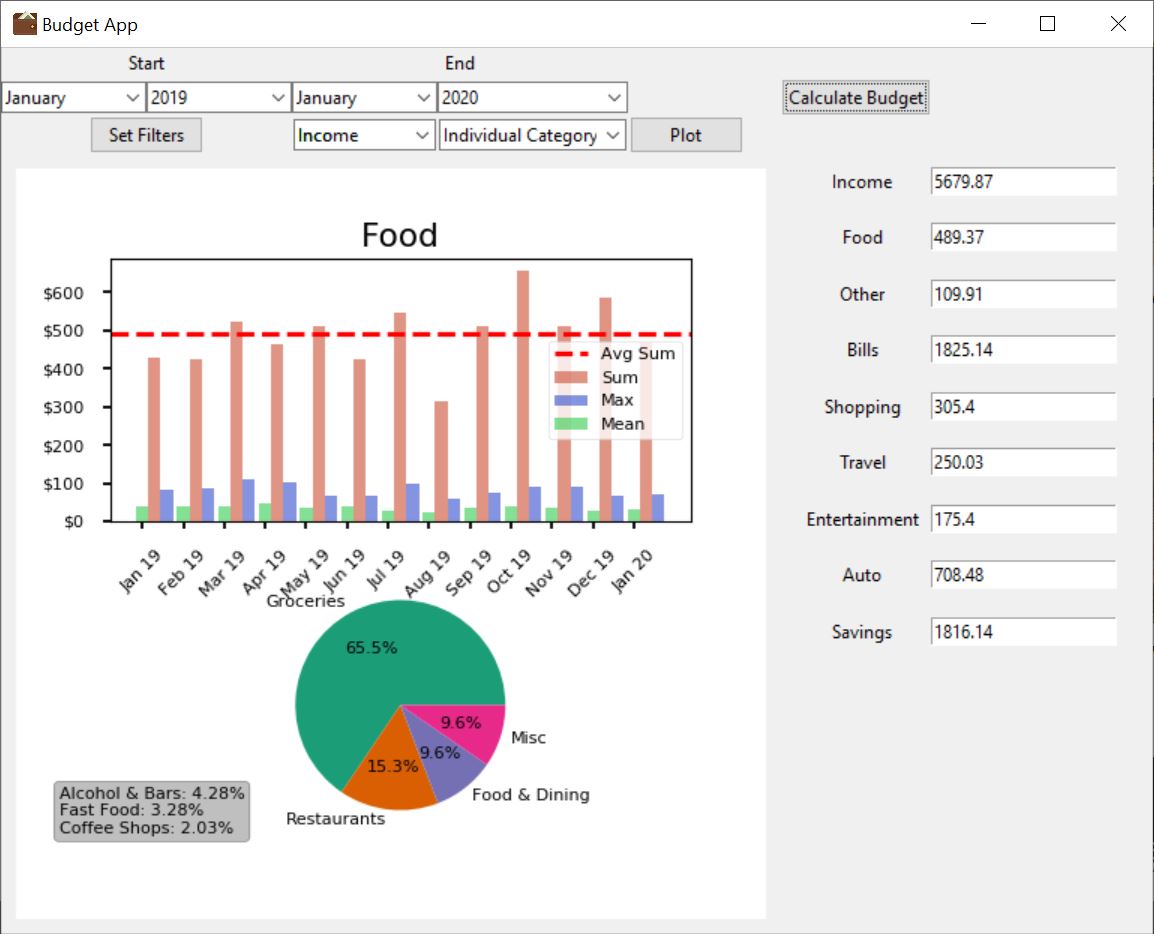 Budget App
Start End
January 2019 January 2020 Calculate Budget
Set Filters Income Individual Category Plot
Income 5679.87
Food 489.37
Other 109.91
Bills 1825.14
Shopping 305.4
Travel 250.03
Entertainment 175.4
Auto 708.48
Savings 1816.14
Food
$600
$500
$400
$300
$200
$100
$0
Avg Sum
Sum
Max
Mean
Jan 19 Feb 19 Mar 19 Apr 19 May 19 Jun 19 Jul 19 Aug 19 Sep 19 Oct 19 Nov 19 Dec 19 Jan 20
Groceries
65.5%
9.6%
Misc
9.6%
15.3%
Food & Dining
Restaurants
Alcohol & Bars: 4.28%
Fast Food: 3.28%
Coffee Shops: 2.03%